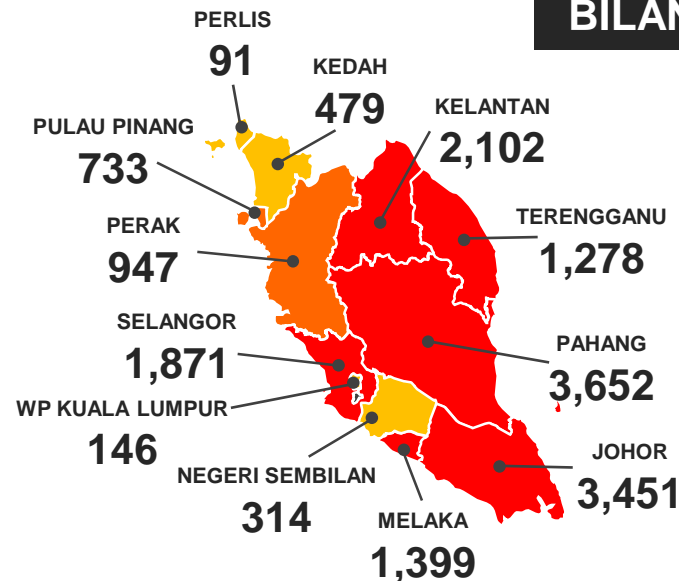 BILAN
PERLIS
91
KEDAH
479
KELANTAN
2,102
PULAU PINANG
733
TERENGGANU
1,278
PERAK
947
SELANGOR
1,871
PAHANG
3,652
WP KUALA LUMPUR
146
NEGERI SEMBILAN
314
JOHOR
3,451
MELAKA
1,399